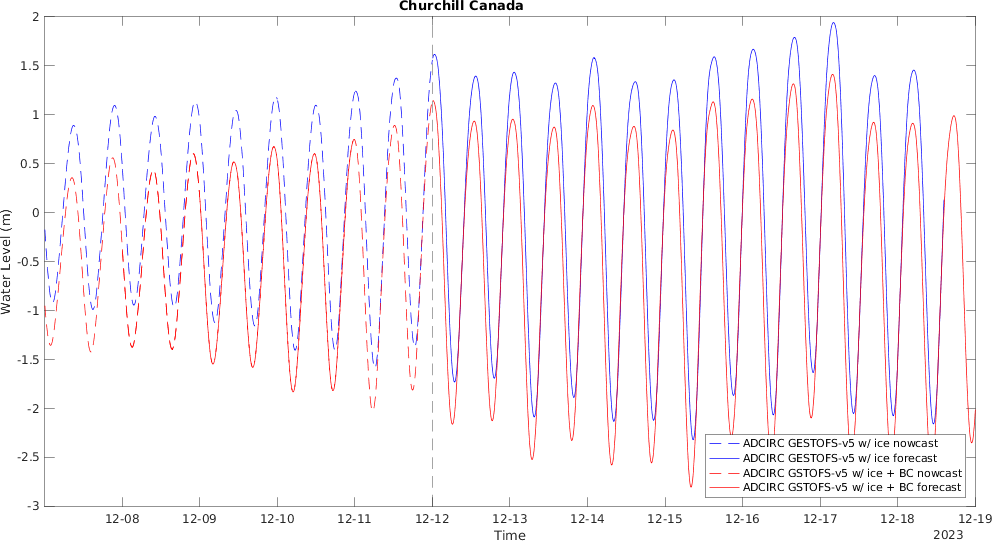 Churchill Canada
Water Level (m)
2
1.5
1
0.5
0
-0.5
-1
-1.5
-2
-2.5
-3
ADCIRC GESTOFS-v5 w/ ice nowcast
ADCIRC GESTOFS-v5 w/ ice forecast
ADCIRC GSTOFS-v5 w/ ice + BC nowcast
ADCIRC GSTOFS-v5 w/ ice + BC forecast
12-08 12-09 12-10 12-11 12-12 12-13 12-14 12-15 12-16 12-17 12-18 12-19
Time
2023